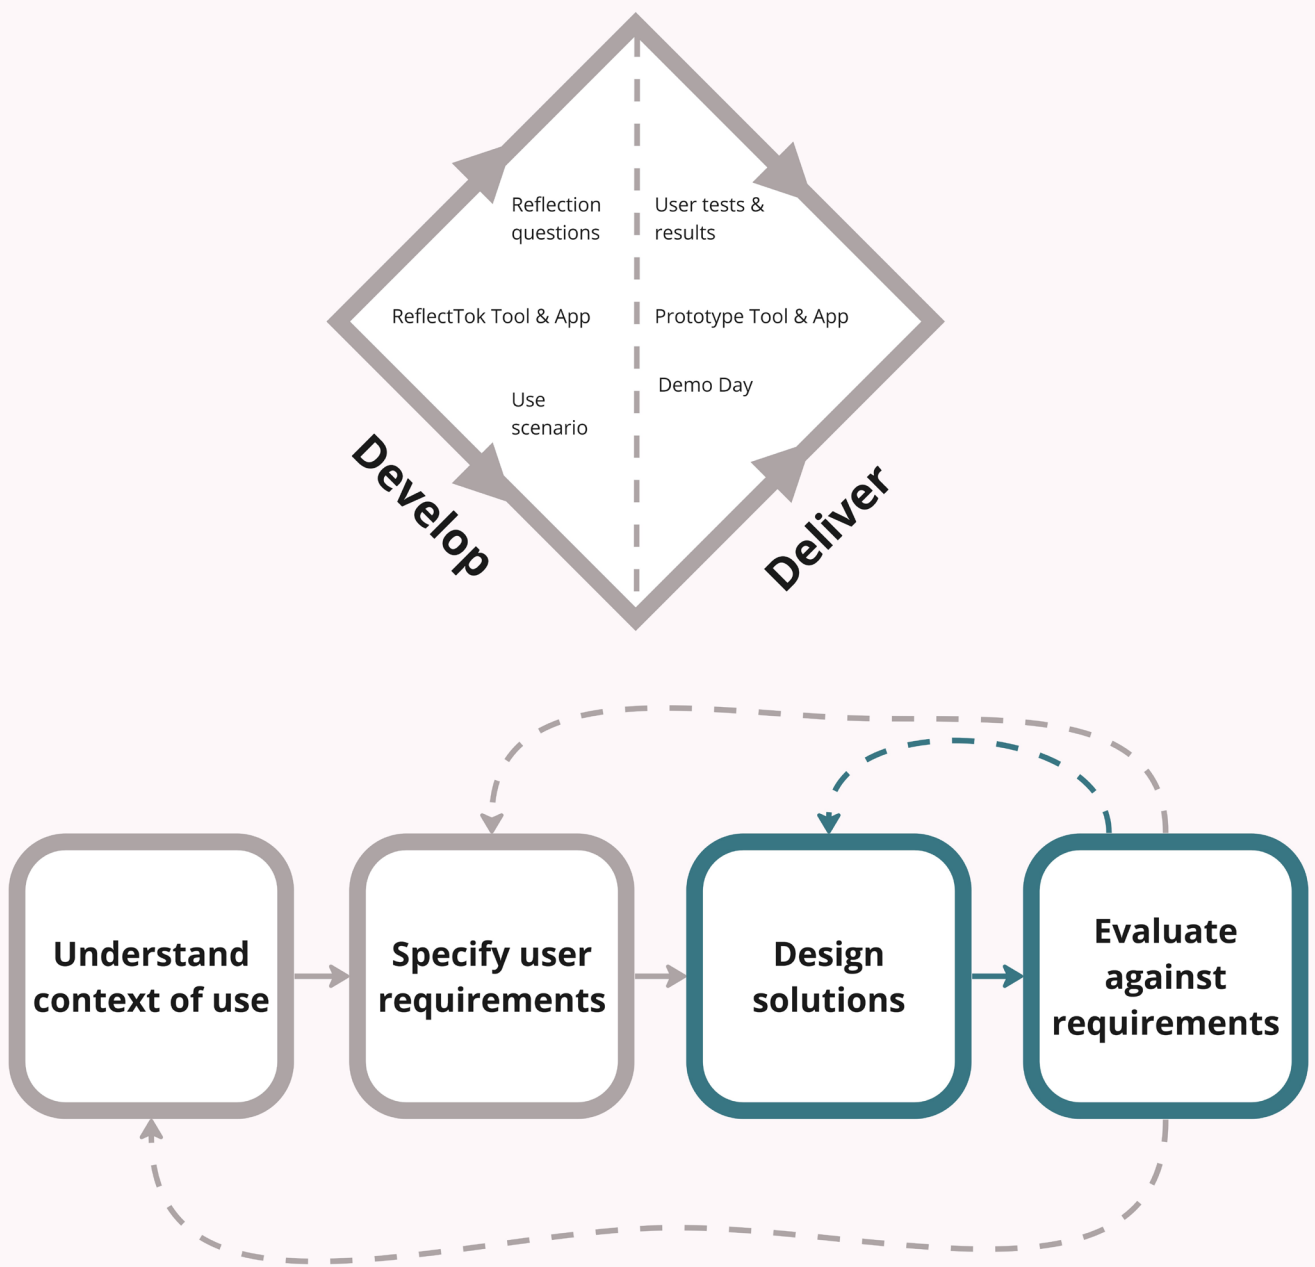 Reflection
questions
User tests &
results
ReflectTok Tool & App
Prototype Tool & App
Use
scenario
Demo Day
Develop
Deliver
Understand
context of use
Specify user
requirements
Design
solutions
Evaluate
against
requirements